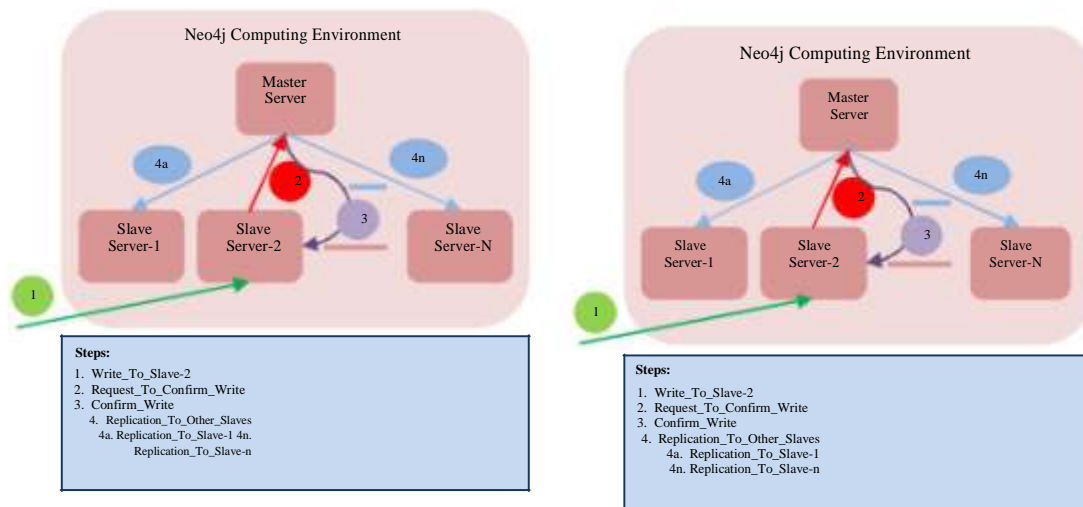 Neo4j Computing Environment
Master
Server
4a
4n
2
3
Slave
Server-1
Slave
Server-2
Slave
Server-N
1
Steps:
1. Write_To_Slave-2
2. Request_To_Confirm_Write
3. Confirm_Write
4. Replication_To_Other_Slaves
4a. Replication_To_Slave-1 4n.
Replication_To_Slave-n
Neo4j Computing Environment
Master
Server
4a
4n
2
3
Slave
Server-1
Slave
Server-2
Slave
Server-N
1
Steps:
1. Write_To_Slave-2
2. Request_To_Confirm_Write
3. Confirm_Write
4. Replication_To_Other_Slaves
4a. Replication_To_Slave-1
4n. Replication_To_Slave-n